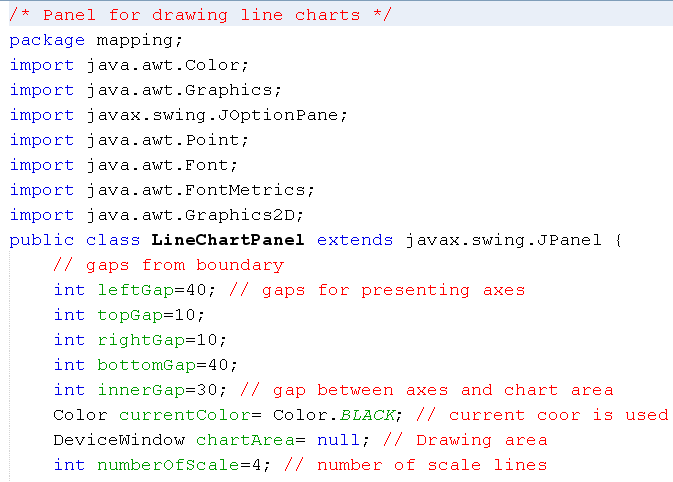 /* Panel for drawing line charts */
package mapping;
import java.awt.Color;
import java.awt.Graphics;
import javax.swing.JOptionPane;
import java.awt.Point;
import java.awt.Font;
import java.awt.FontMetrics;
import java.awt.Graphics2D;
public class LineChartPanel extends javax.swing.JPanel {
// gaps from boundary
int leftGap=40; // gaps for presenting axes
int topGap=10;
int rightGap=10;
int bottomGap=40;
int innerGap=30; // gap between axes and chart area
Color currentColor= Color.BLACK; // current coor is used
DeviceWindow chartArea= null; // Drawing area
int numberOfScale=4; // number of scale lines